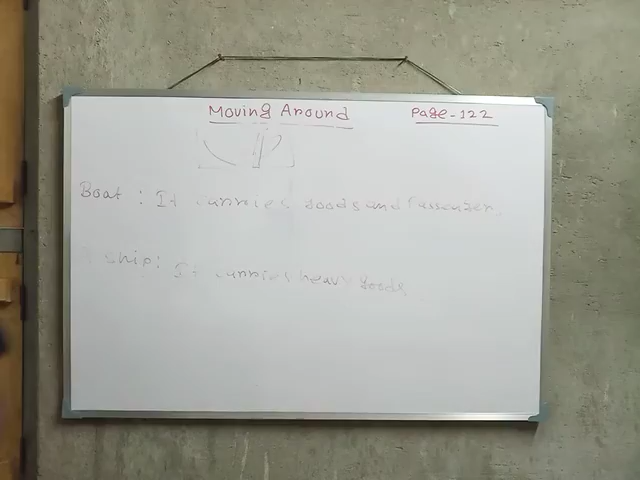 Moving Around Page-122
Boat : It carries goods and Passenger.
ship: It carries heavy goods